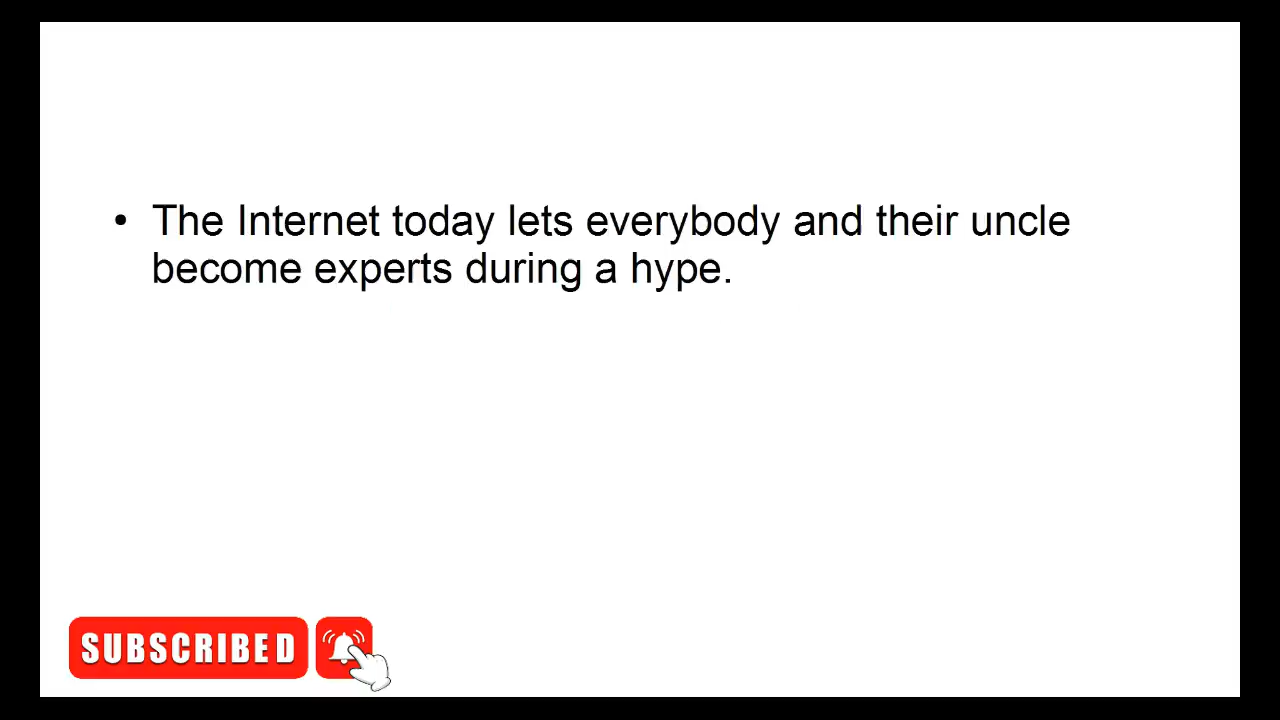 • The Internet today lets everybody and their uncle
become experts during a hype.
SUBSCRIBED